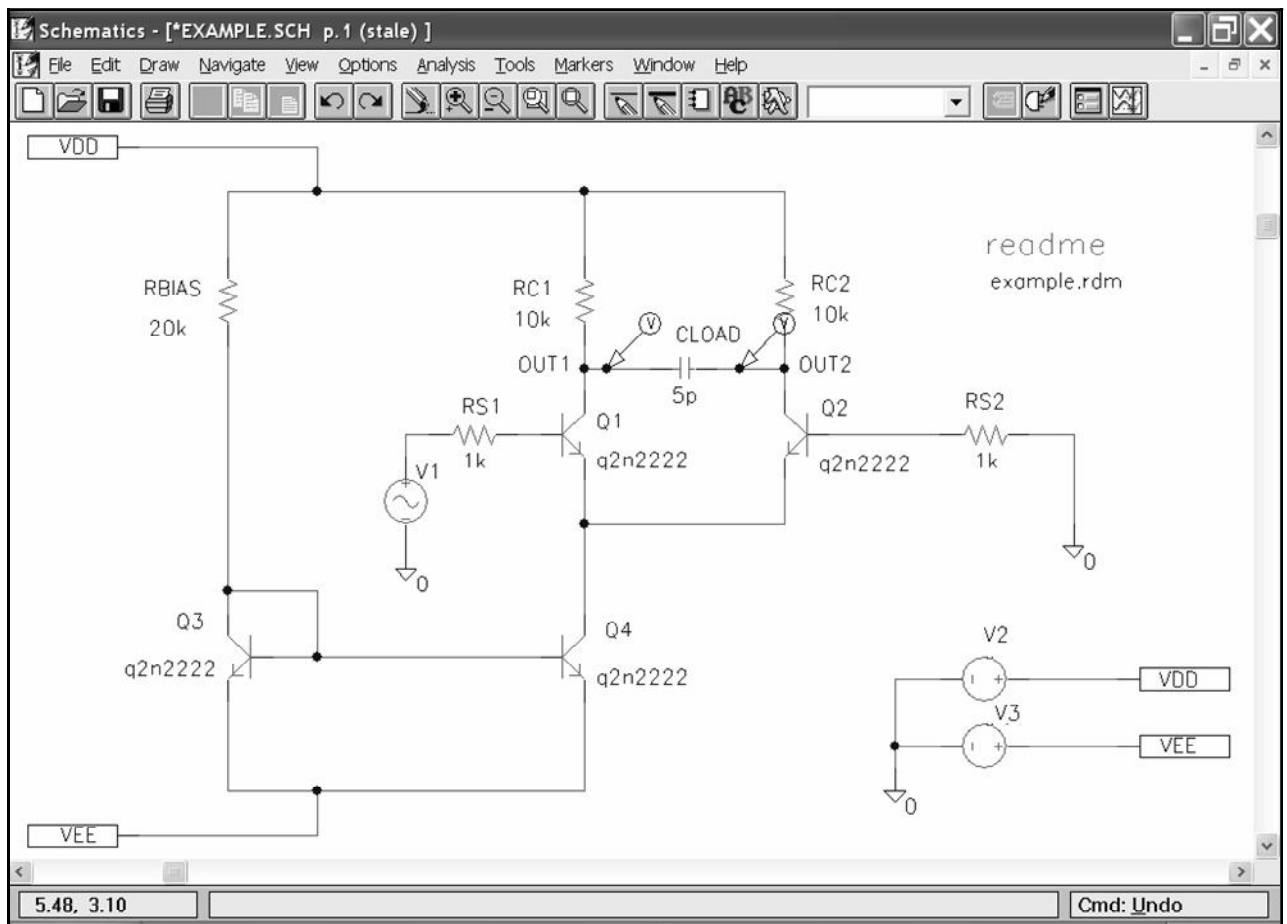 Schematics - [*EXAMPLE.SCH p.1 (stale) ]
File Edit Draw Navigate View Options Analysis Tools Markers Window Help
VDD
readme
example.rdm
RBIAS
20k
RC1
10k
RC2
10k
V
V
CLOAD
OUT1
OUT2
5p
RS1
1k
Q1
q2n2222
Q2
q2n2222
RS2
1k
V1
0
0
Q3
q2n2222
Q4
q2n2222
V2
VDD
V3
VEE
0
VEE
5.48, 3.10
Cmd: Undo